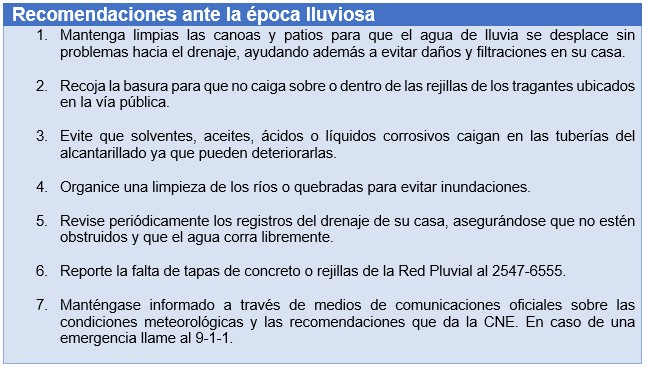 Recomendaciones ante la época lluviosa
1. Mantenga limpias las canoas y patios para que el agua de lluvia se desplace sin
problemas hacia el drenaje, ayudando además a evitar daños y filtraciones en su casa.
2. Recoja la basura para que no caiga sobre o dentro de las rejillas de los tragantes ubicados
en la vía pública.
3. Evite que solventes, aceites, ácidos o líquidos corrosivos caigan en las tuberías del
alcantarillado ya que pueden deteriorarlas.
4. Organice una limpieza de los ríos o quebradas para evitar inundaciones.
5. Revise periódicamente los registros del drenaje de su casa, asegurándose que no estén
obstruidos y que el agua corra libremente.
6. Reporte la falta de tapas de concreto o rejillas de la Red Pluvial al 2547-6555.
7. Manténgase informado a través de medios de comunicaciones oficiales sobre las
condiciones meteorológicas y las recomendaciones que da la CNE. En caso de una
emergencia llame al 9-1-1.